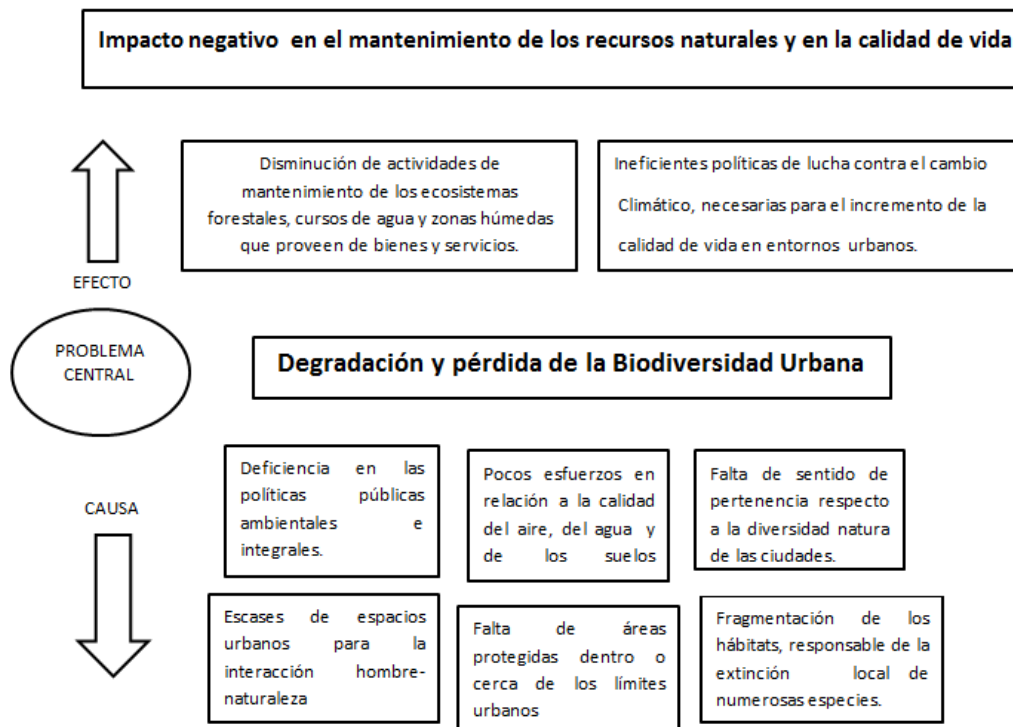 Impacto negativo en el mantenimiento de los recursos naturales y en la calidad de vida
Disminución de actividades de
mantenimiento de los ecosistemas
forestales, cursos de agua y zonas húmedas
que proveen de bienes y servicios.
Ineficientes políticas de lucha contra el cambio
Climático, necesarias para el incremento de la
calidad de vida en entornos urbanos.
EFECTO
PROBLEMA
CENTRAL
Degradación y pérdida de la Biodiversidad Urbana
CAUSA
Deficiencia en las
políticas públicas
ambientales e
integrales.
Pocos esfuerzos en
relación a la calidad
del aire, del agua y
de los suelos
Falta de sentido de
pertenencia respecto
a la diversidad natura
de las ciudades.
Escases de espacios
urbanos para la
interacción hombre-
naturaleza
Falta de áreas
protegidas dentro o
cerca de los límites
urbanos
Fragmentación de los
hábitats, responsable de la
extinción local de
numerosas especies.